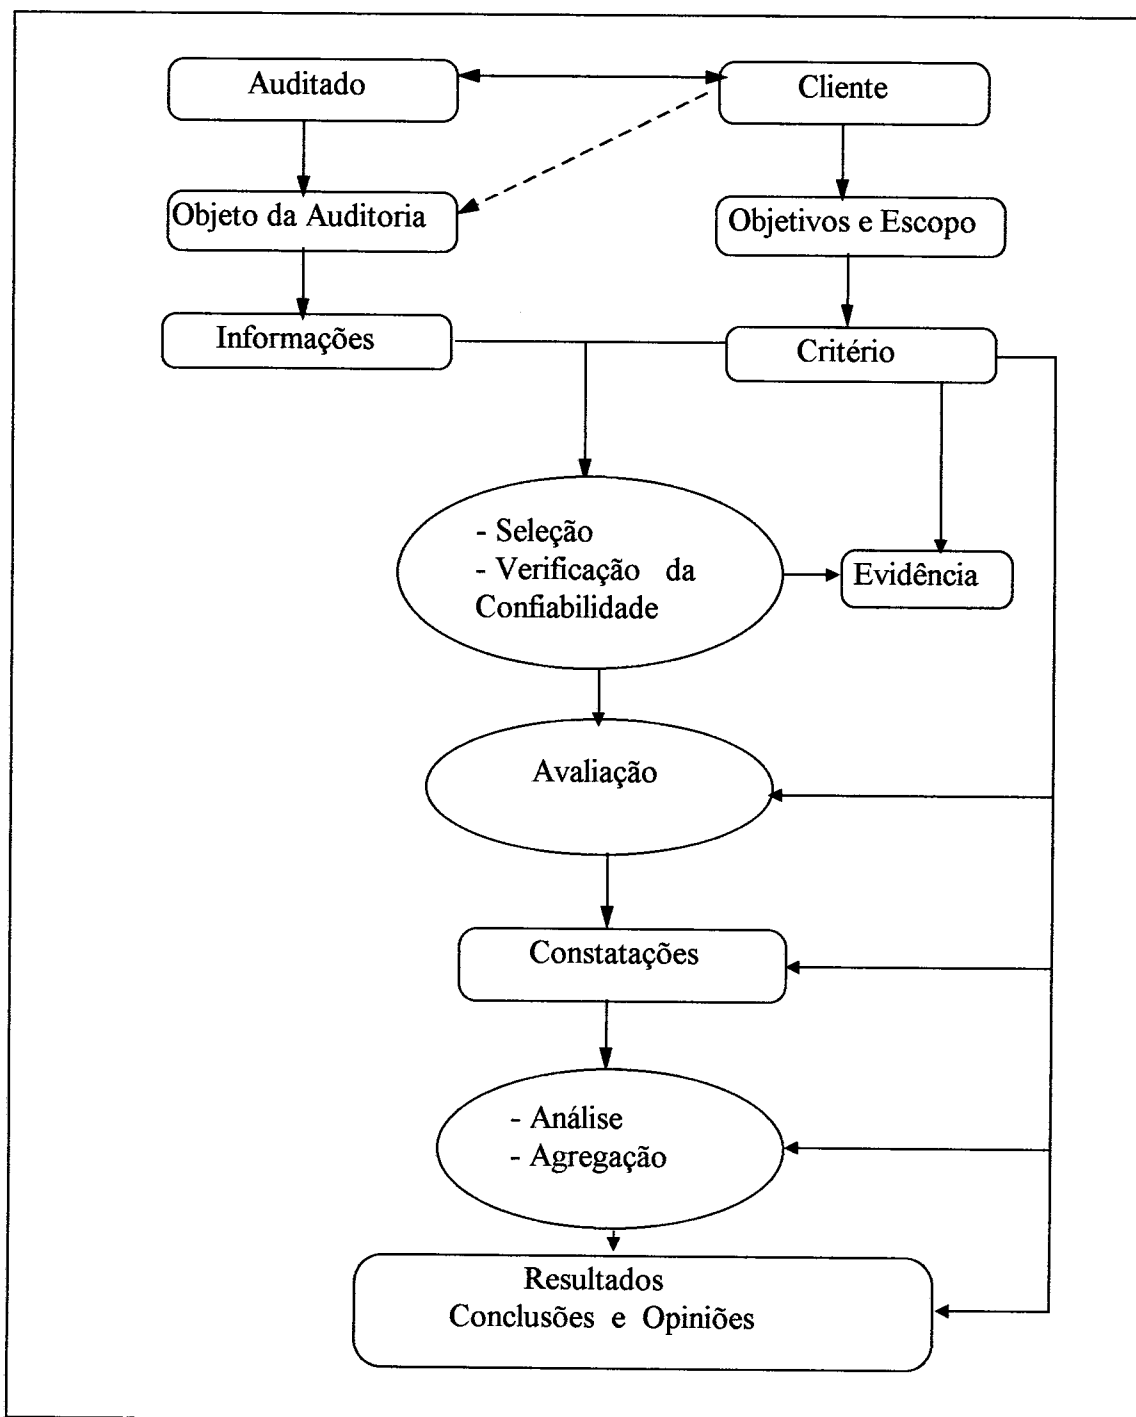 Auditado
Cliente
Objeto da Auditoria
Objetivos e Escopo
Informações
Critério
- Seleção
- Verificação da
Confiabilidade
Evidência
Avaliação
Constatações
- Análise
- Agregação
Resultados
Conclusões e Opiniões